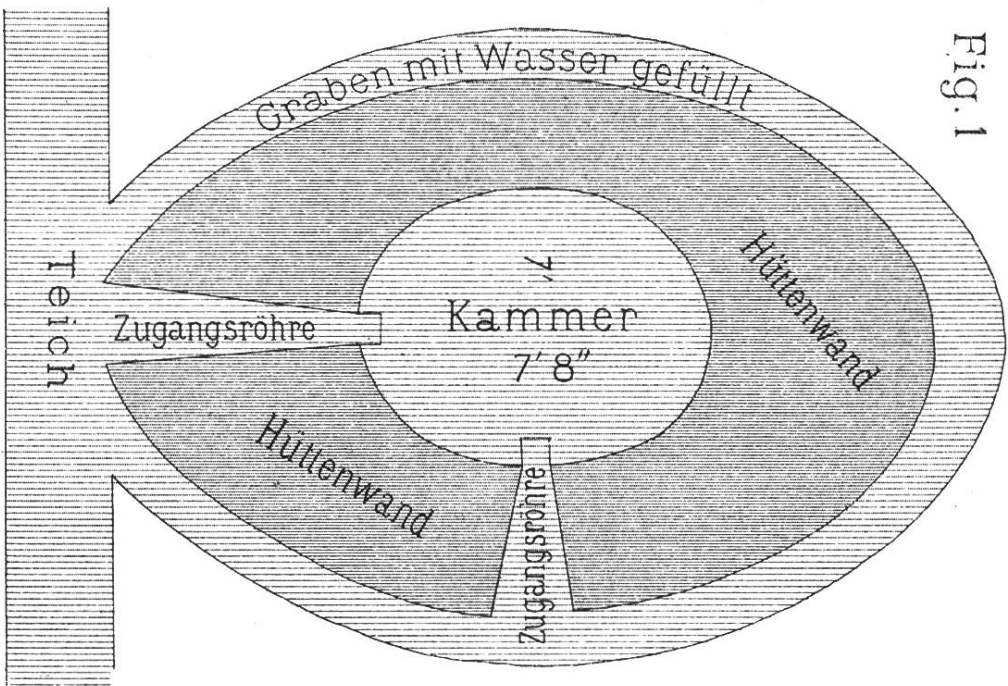 Fig. 1
Graben mit Wasser gefüllt
Hüttenwand
7'
Kammer
7' 8"
Zugangsröhre
Teich
Hüttenwand
Zugangsröhre